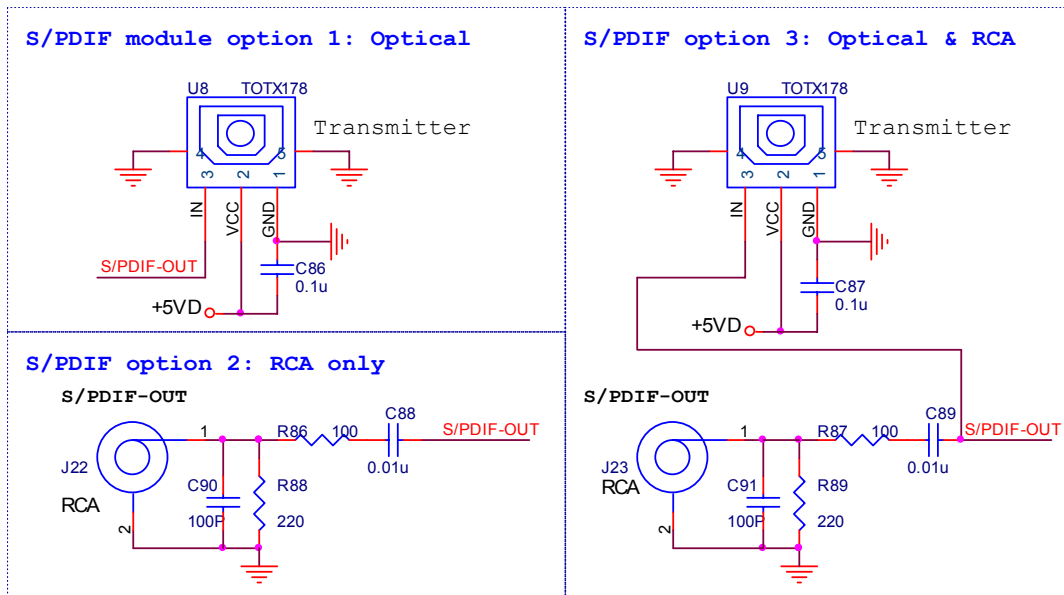 S/PDIF module option 1: Optical
U8 TOTX178
Transmitter
4 5
3 2 1
IN VCC GND
S/PDIF-OUT
C86
0.1u
+5VD
S/PDIF option 2: RCA only
S/PDIF-OUT
1 R86 100 C88 S/PDIF-OUT
0.01u
J22
RCA
C90 R88
100P 220
2
S/PDIF option 3: Optical & RCA
U9 TOTX178
Transmitter
4 5
3 2 1
IN VCC GND
C87
0.1u
+5VD
S/PDIF-OUT
1 R87 100 C89 S/PDIF-OUT
0.01u
J23
RCA
C91 R89
100P 220
2